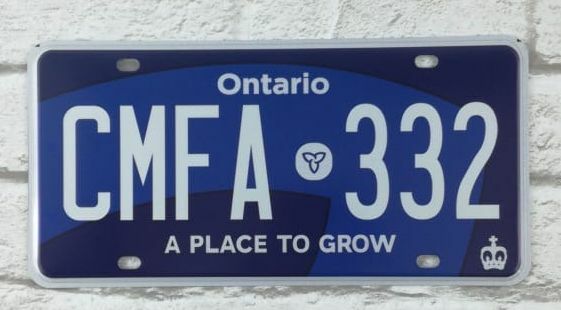 Ontario
CMFA 332
A PLACE TO GROW